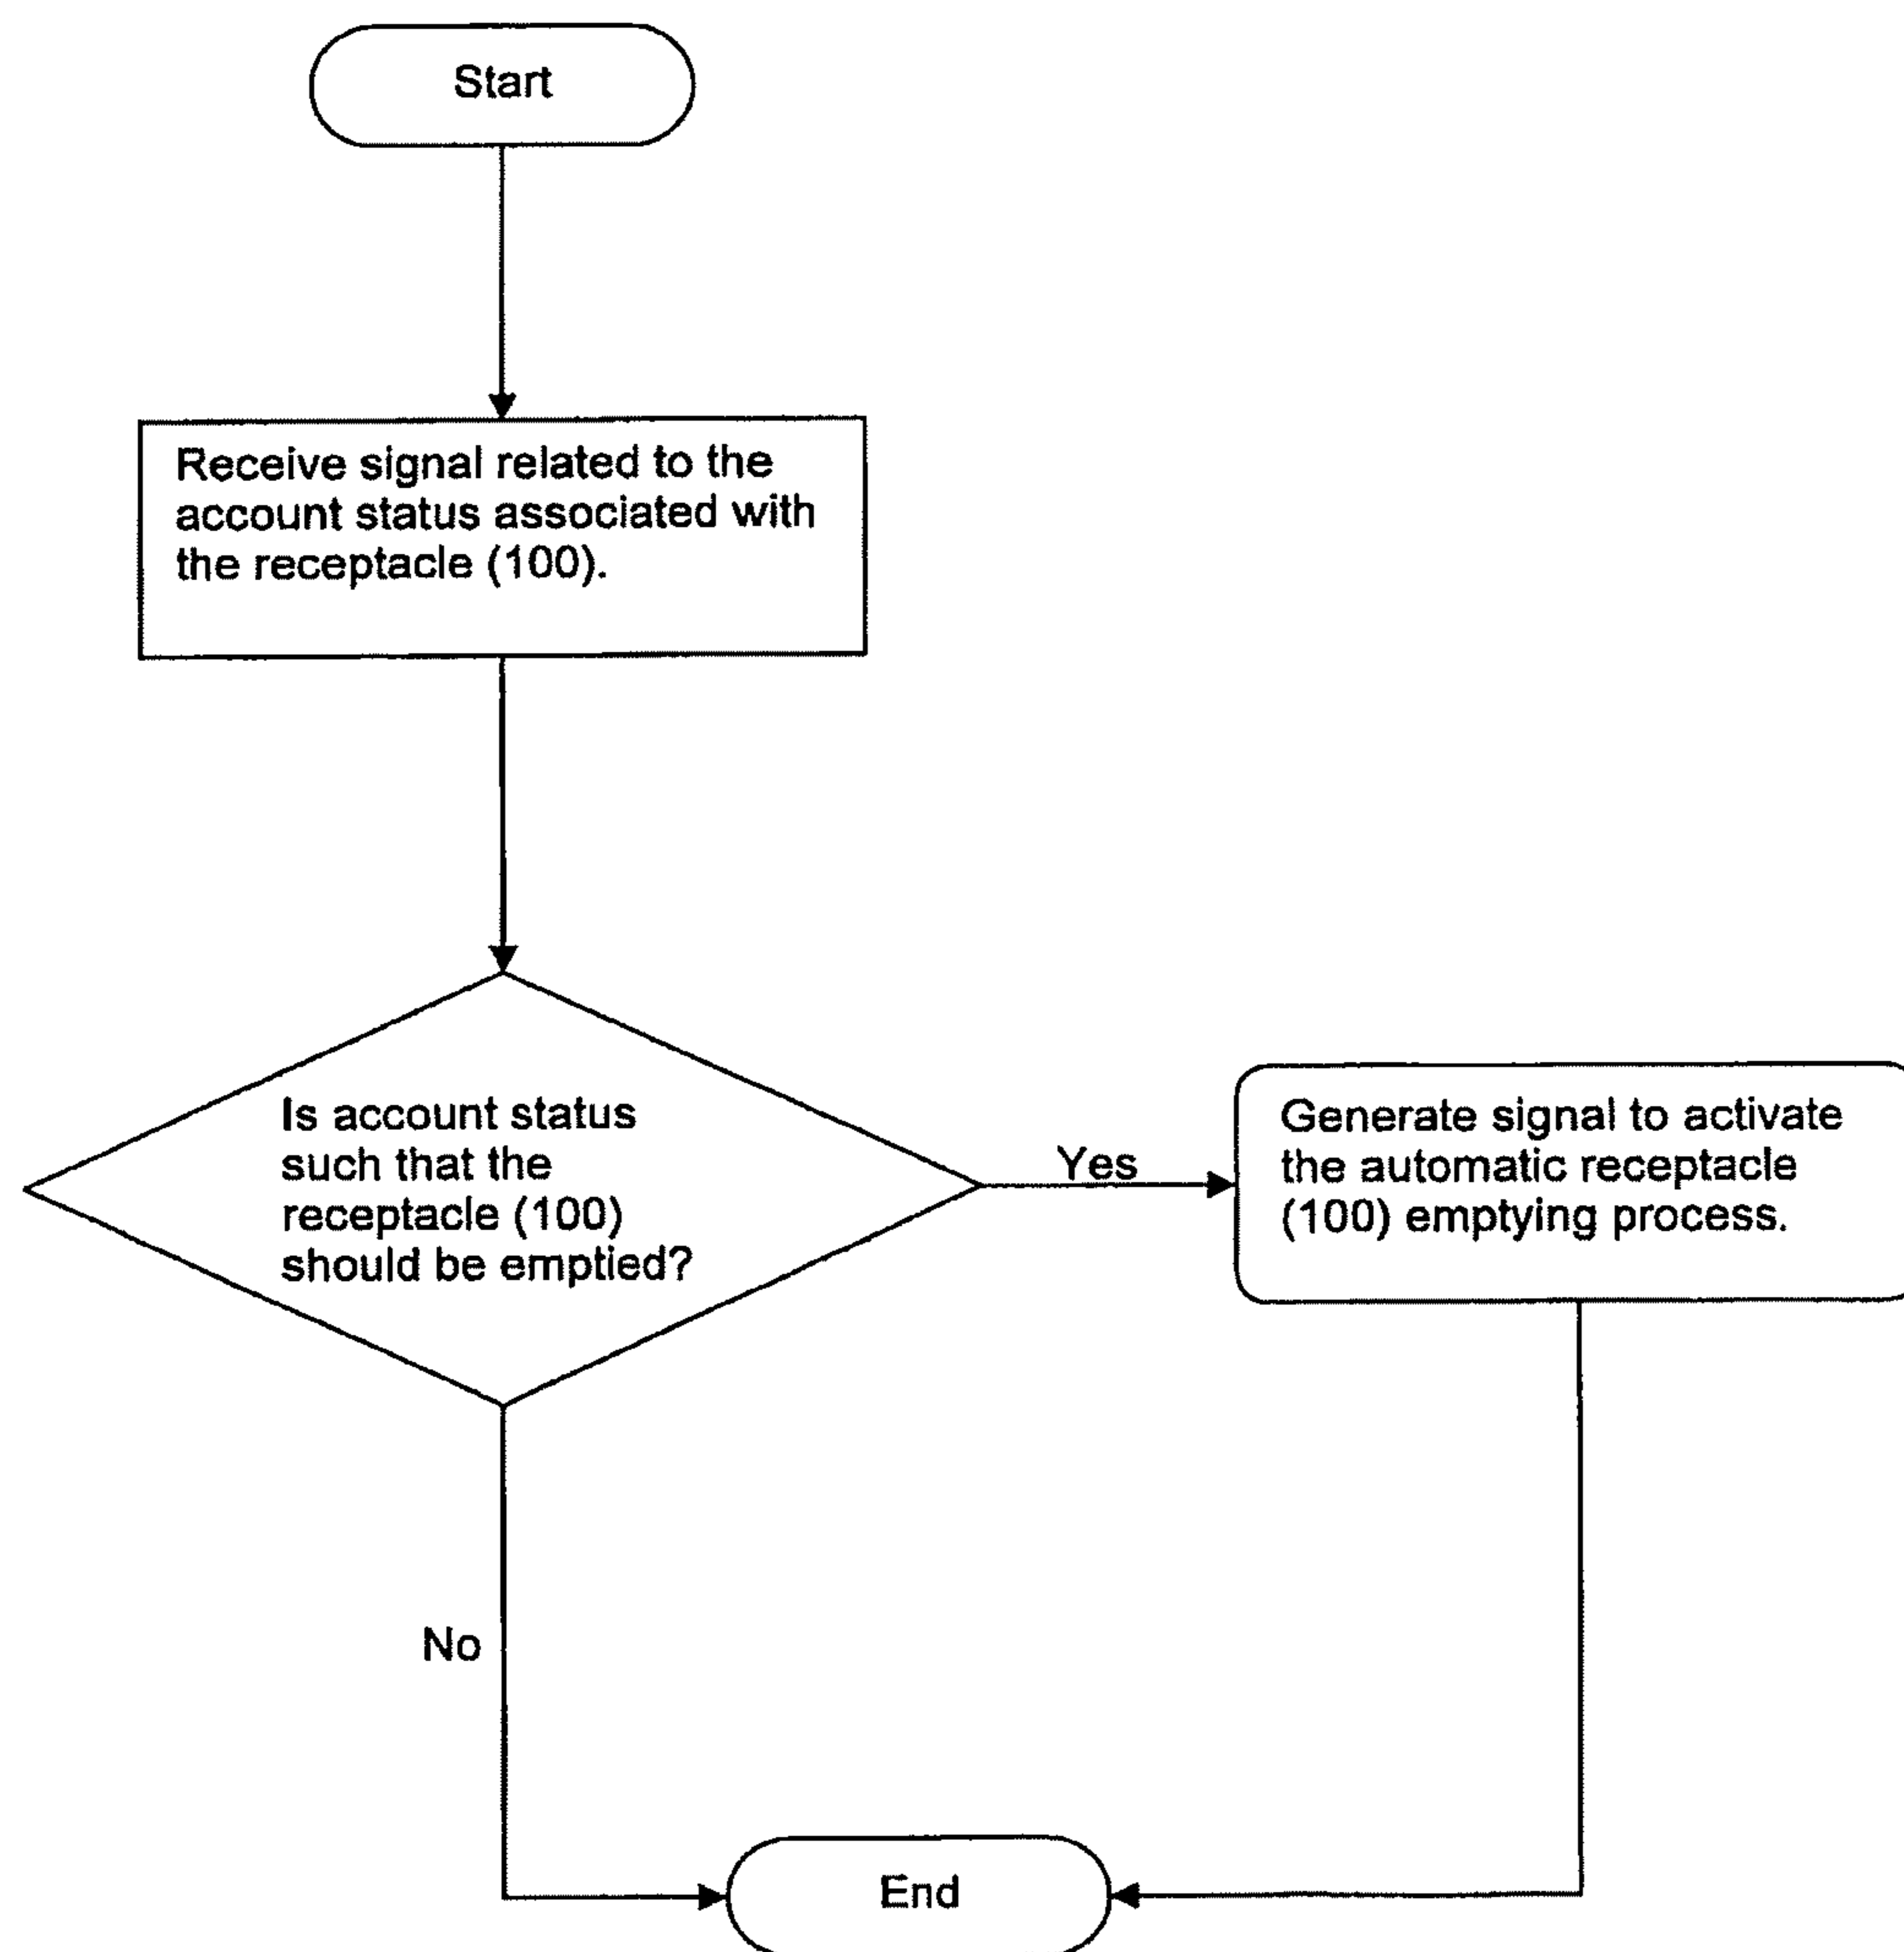 Start
Receive signal related to the
account status associated with
the receptacle (100).
Is account status
such that the
receptacle (100)
should be emptied?
Yes
Generate signal to activate
the automatic receptacle
(100) emptying process.
No
End